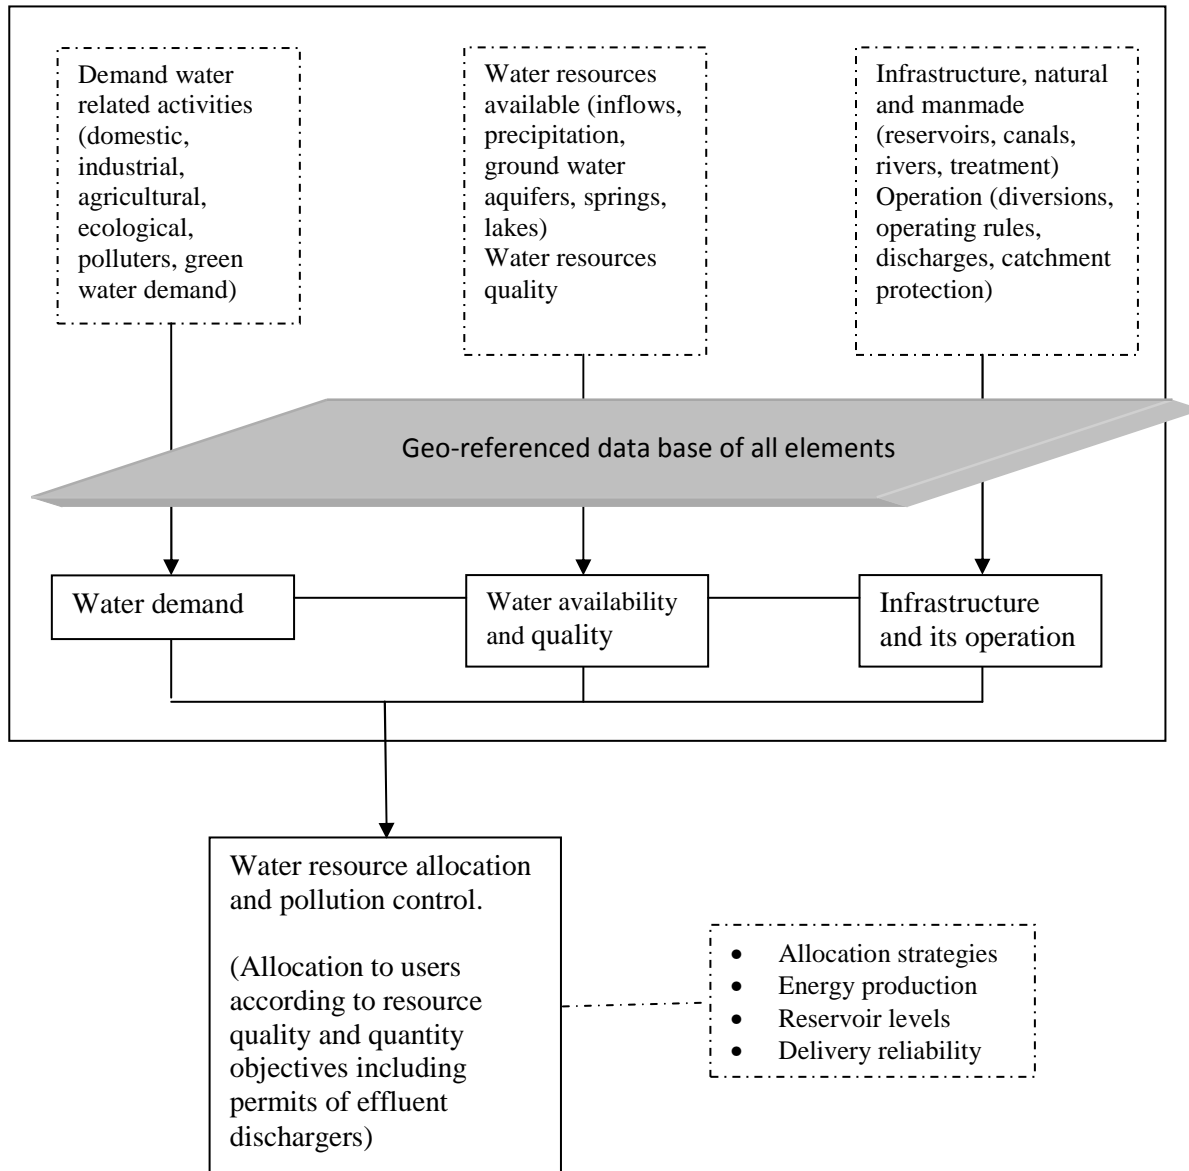 Demand water
related activities
(domestic,
industrial,
agricultural,
ecological,
polluters, green
water demand)
Water resources
available (inflows,
precipitation,
ground water
aquifers, springs,
lakes)
Water resources
quality
Infrastructure, natural
and manmade
(reservoirs, canals,
rivers, treatment)
Operation (diversions,
operating rules,
discharges, catchment
protection)
Geo-referenced data base of all elements
Water demand
Water availability
and quality
Infrastructure
and its operation
Water resource allocation
and pollution control.
(Allocation to users
according to resource
quality and quantity
objectives including
permits of effluent
dischargers)
• Allocation strategies
• Energy production
• Reservoir levels
• Delivery reliability